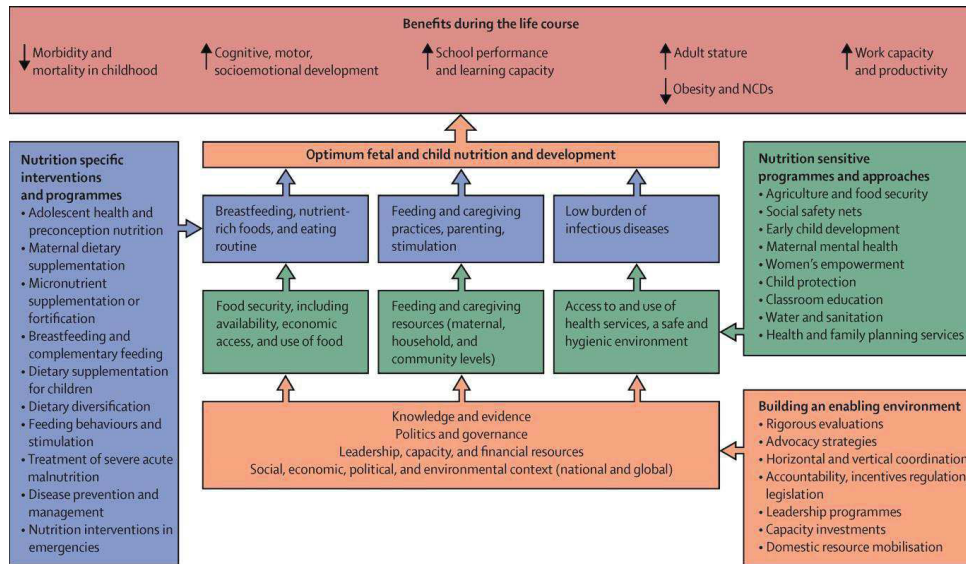 Benefits during the life course
Morbidity and
mortality in childhood
Cognitive, motor,
socioemotional development
School performance
and learning capacity
Adult stature
Obesity and NCDs
Work capacity
and productivity
Nutrition specific
interventions
and programmes
• Adolescent health and
preconception nutrition
• Maternal dietary
supplementation
• Micronutrient
supplementation or
fortification
• Breastfeeding and
complementary feeding
• Dietary supplementation
for children
• Dietary diversification
• Feeding behaviours and
stimulation
• Treatment of severe acute
malnutrition
• Disease prevention and
management
• Nutrition interventions in
emergencies
Optimum fetal and child nutrition and development
Breastfeeding, nutrient-
rich foods, and eating
routine
Feeding and caregiving
practices, parenting,
stimulation
Low burden of
infectious diseases
Food security, including
availability, economic
access, and use of food
Feeding and caregiving
resources (maternal,
household, and
community levels)
Access to and use of
health services, a safe and
hygienic environment
Knowledge and evidence
Politics and governance
Leadership, capacity, and financial resources
Social, economic, political, and environmental context (national and global)
Nutrition sensitive
programmes and approaches
• Agriculture and food security
• Social safety nets
• Early child development
• Maternal mental health
• Women's empowerment
• Child protection
• Classroom education
• Water and sanitation
• Health and family planning services
Building an enabling environment
• Rigorous evaluations
• Advocacy strategies
• Horizontal and vertical coordination
• Accountability, incentives regulation,
legislation
• Leadership programmes
• Capacity investments
• Domestic resource mobilisation